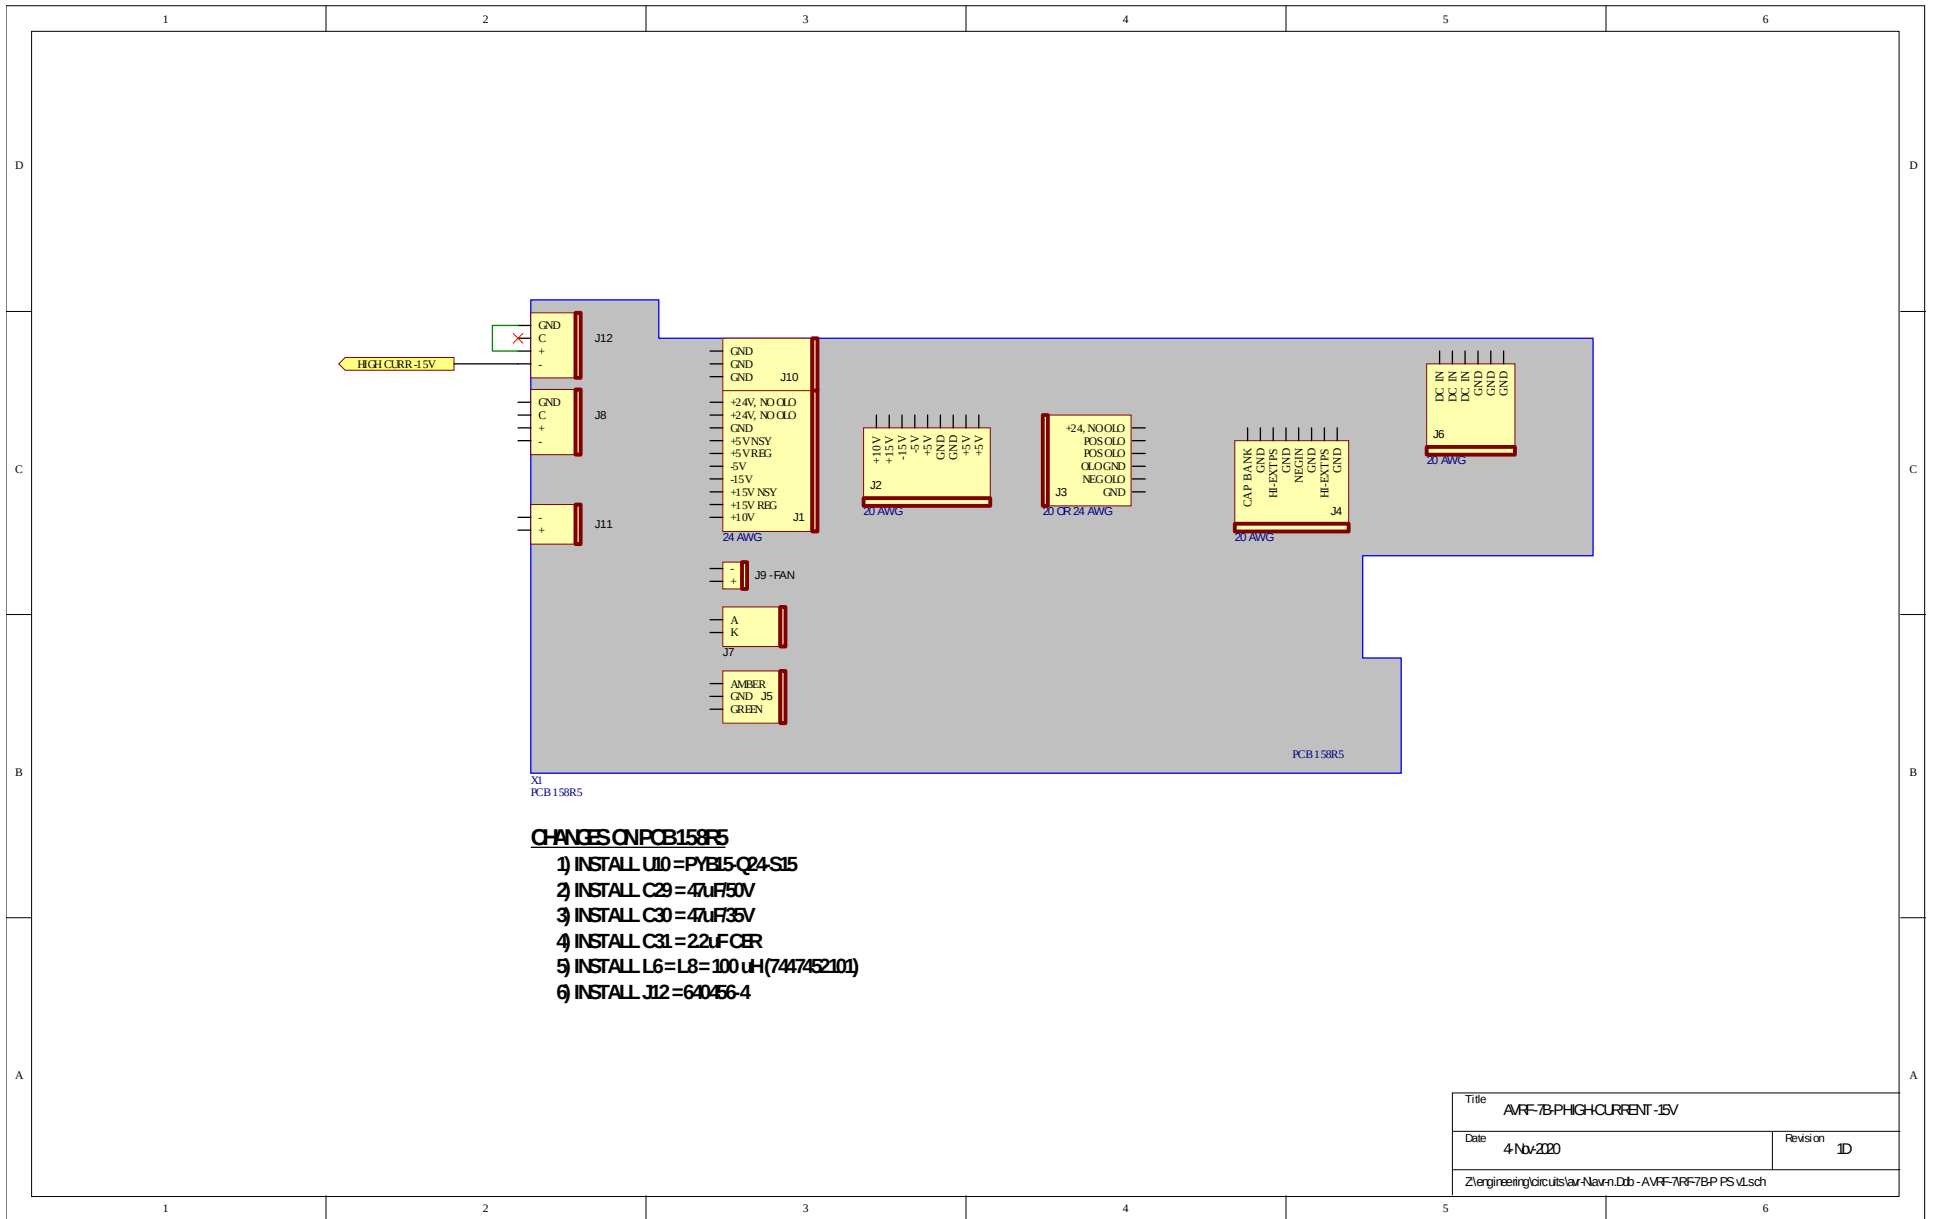 1 2 3 4 5 6
D D
GND
C
+
-
J12
HIGH CURR -15V
GND
C
+
-
J8
-
+
J11
GND
GND
GND
J10
+24V, NO OLO
+24V, NO OLO
GND
+5V NSY
+5V REG
-5V
-15V
+15V NSY
+15V REG
+10V
J1
24 AWG
+10V
+15V
-15V
-5V
+5V
GND
GND
+5V
+5V
J2
20 AWG
+24, NO OLO
POS OLO
POS OLO
OLO GND
NEG OLO
GND
J3
20 OR 24 AWG
CAP BANK
GND
HI-EXTPS
GND
NEGIN
GND
HI-EXTPS
GND
J4
20 AWG
DC IN
DC IN
DC IN
GND
GND
GND
J6
20 AWG
C C
-
+
J9 - FAN
A
K
J7
AMBER
GND
GREEN
J5
PCB 158R5
B B
X1
PCB 158R5
CHANGES ON PCB158R5
1) INSTALL U10 = PYB15-Q24-S15
2) INSTALL C29 = 47uF/50V
3) INSTALL C30 = 47uF/35V
4) INSTALL C31 = 2.2uF CER
5) INSTALL L6 = L8 = 100 uH (7447452101)
6) INSTALL J12 = 640456-4
A A
Title
AVRF-7B-P HIGH-CURRENT -15V
Date
4-Nov-2020
Revision
1D
Z:\engineering\circuits\avr-Navr-n.Ddb - AVRF-7\RF-7B-P PS v1.sch
1 2 3 4 5 6